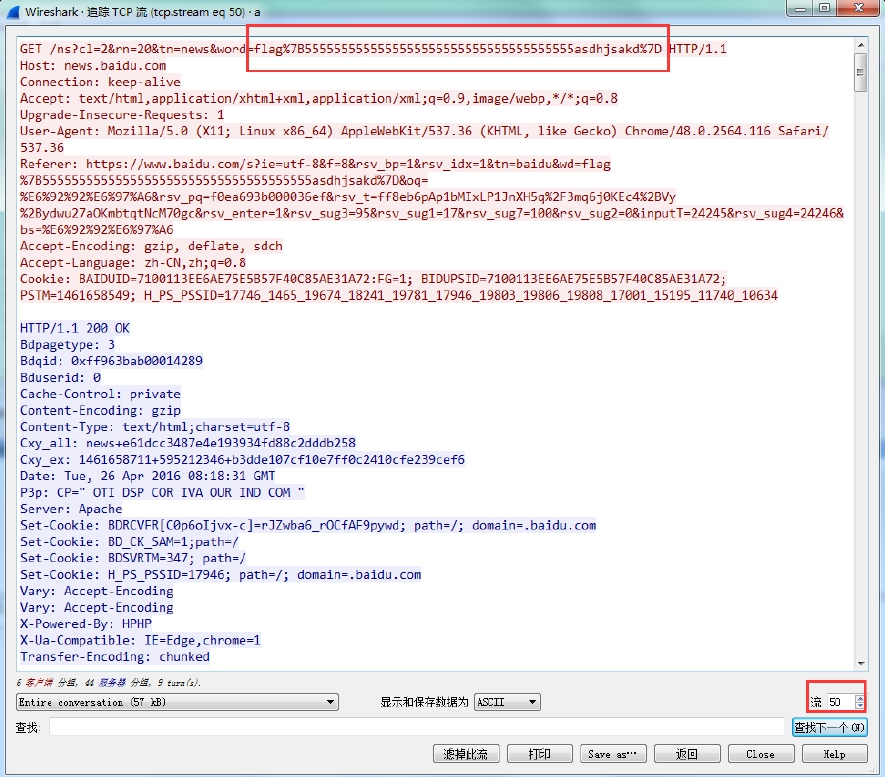 Wireshark · 追踪 TCP 流 (tcp.stream eq 50) · a
GET /ns?cl=2&rn=20&tn=news&word=flag%7B5555555555555555555555555555555555555asdhjsakd%7D HTTP/1.1
Host: news.baidu.com
Connection: keep-alive
Accept: text/html,application/xhtml+xml,application/xml;q=0.9,image/webp,*/*;q=0.8
Upgrade-Insecure-Requests: 1
User-Agent: Mozilla/5.0 (X11; Linux x86_64) AppleWebKit/537.36 (KHTML, like Gecko) Chrome/48.0.2564.116 Safari/
537.36
Referer: https://www.baidu.com/s?ie=utf-8&f=8&rsv_bp=1&rsv_idx=1&tn=baidu&wd=flag
%7B5555555555555555555555555555555555555asdhjsakd%7D&oq=
%E6%92%92%E6%97%A6&rsv_pq=f0ea693b000036ef&rsv_t=ff8eb6pAp1bMIxLP1JnXH5q%2F3mq6j0KEc4%2BVy
%2Bydwu27aOKmbtqtNcM70gc&rsv_enter=1&rsv_sug3=95&rsv_sug1=17&rsv_sug7=100&rsv_sug2=0&inputT=24245&rsv_sug4=24246&
bs=%E6%92%92%E6%97%A6
Accept-Encoding: gzip, deflate, sdch
Accept-Language: zh-CN,zh;q=0.8
Cookie: BAIDUID=7100113EE6AE75E5B57F40C85AE31A72:FG=1; BIDUPSID=7100113EE6AE75E5B57F40C85AE31A72;
PSTM=1461658549; H_PS_PSSID=17746_1465_19674_18241_19781_17946_19803_19806_19808_17001_15195_11740_10634
HTTP/1.1 200 OK
Bdpagetype: 3
Bdqid: 0xff963bab00014289
Bduserid: 0
Cache-Control: private
Content-Encoding: gzip
Content-Type: text/html;charset=utf-8
Cxy_all: news+e61dcc3487e4e193934fd88c2dddb258
Cxy_ex: 1461658711+595212346+b3dde107cf10e7ff0c2410cfe239cef6
Date: Tue, 26 Apr 2016 08:18:31 GMT
P3p: CP=" OTI DSP COR IVA OUR IND COM "
Server: Apache
Set-Cookie: BDRCVFR[C0p6oIjvx-c]=rJZwba6_rOCfAF9pywd; path=/; domain=.baidu.com
Set-Cookie: BD_CK_SAM=1;path=/
Set-Cookie: BDSVRTM=347; path=/
Set-Cookie: H_PS_PSSID=17946; path=/; domain=.baidu.com
Vary: Accept-Encoding
Vary: Accept-Encoding
X-Powered-By: HPHP
X-Ua-Compatible: IE=Edge,chrome=1
Transfer-Encoding: chunked
6 客户端 分组, 44 服务器 分组, 9 turn(s).
Entire conversation (57 kB) 显示和保存数据为 ASCII 流 50
查找: 查找下一个(N)
滤掉此流 打印 Save as… 返回 Close Help